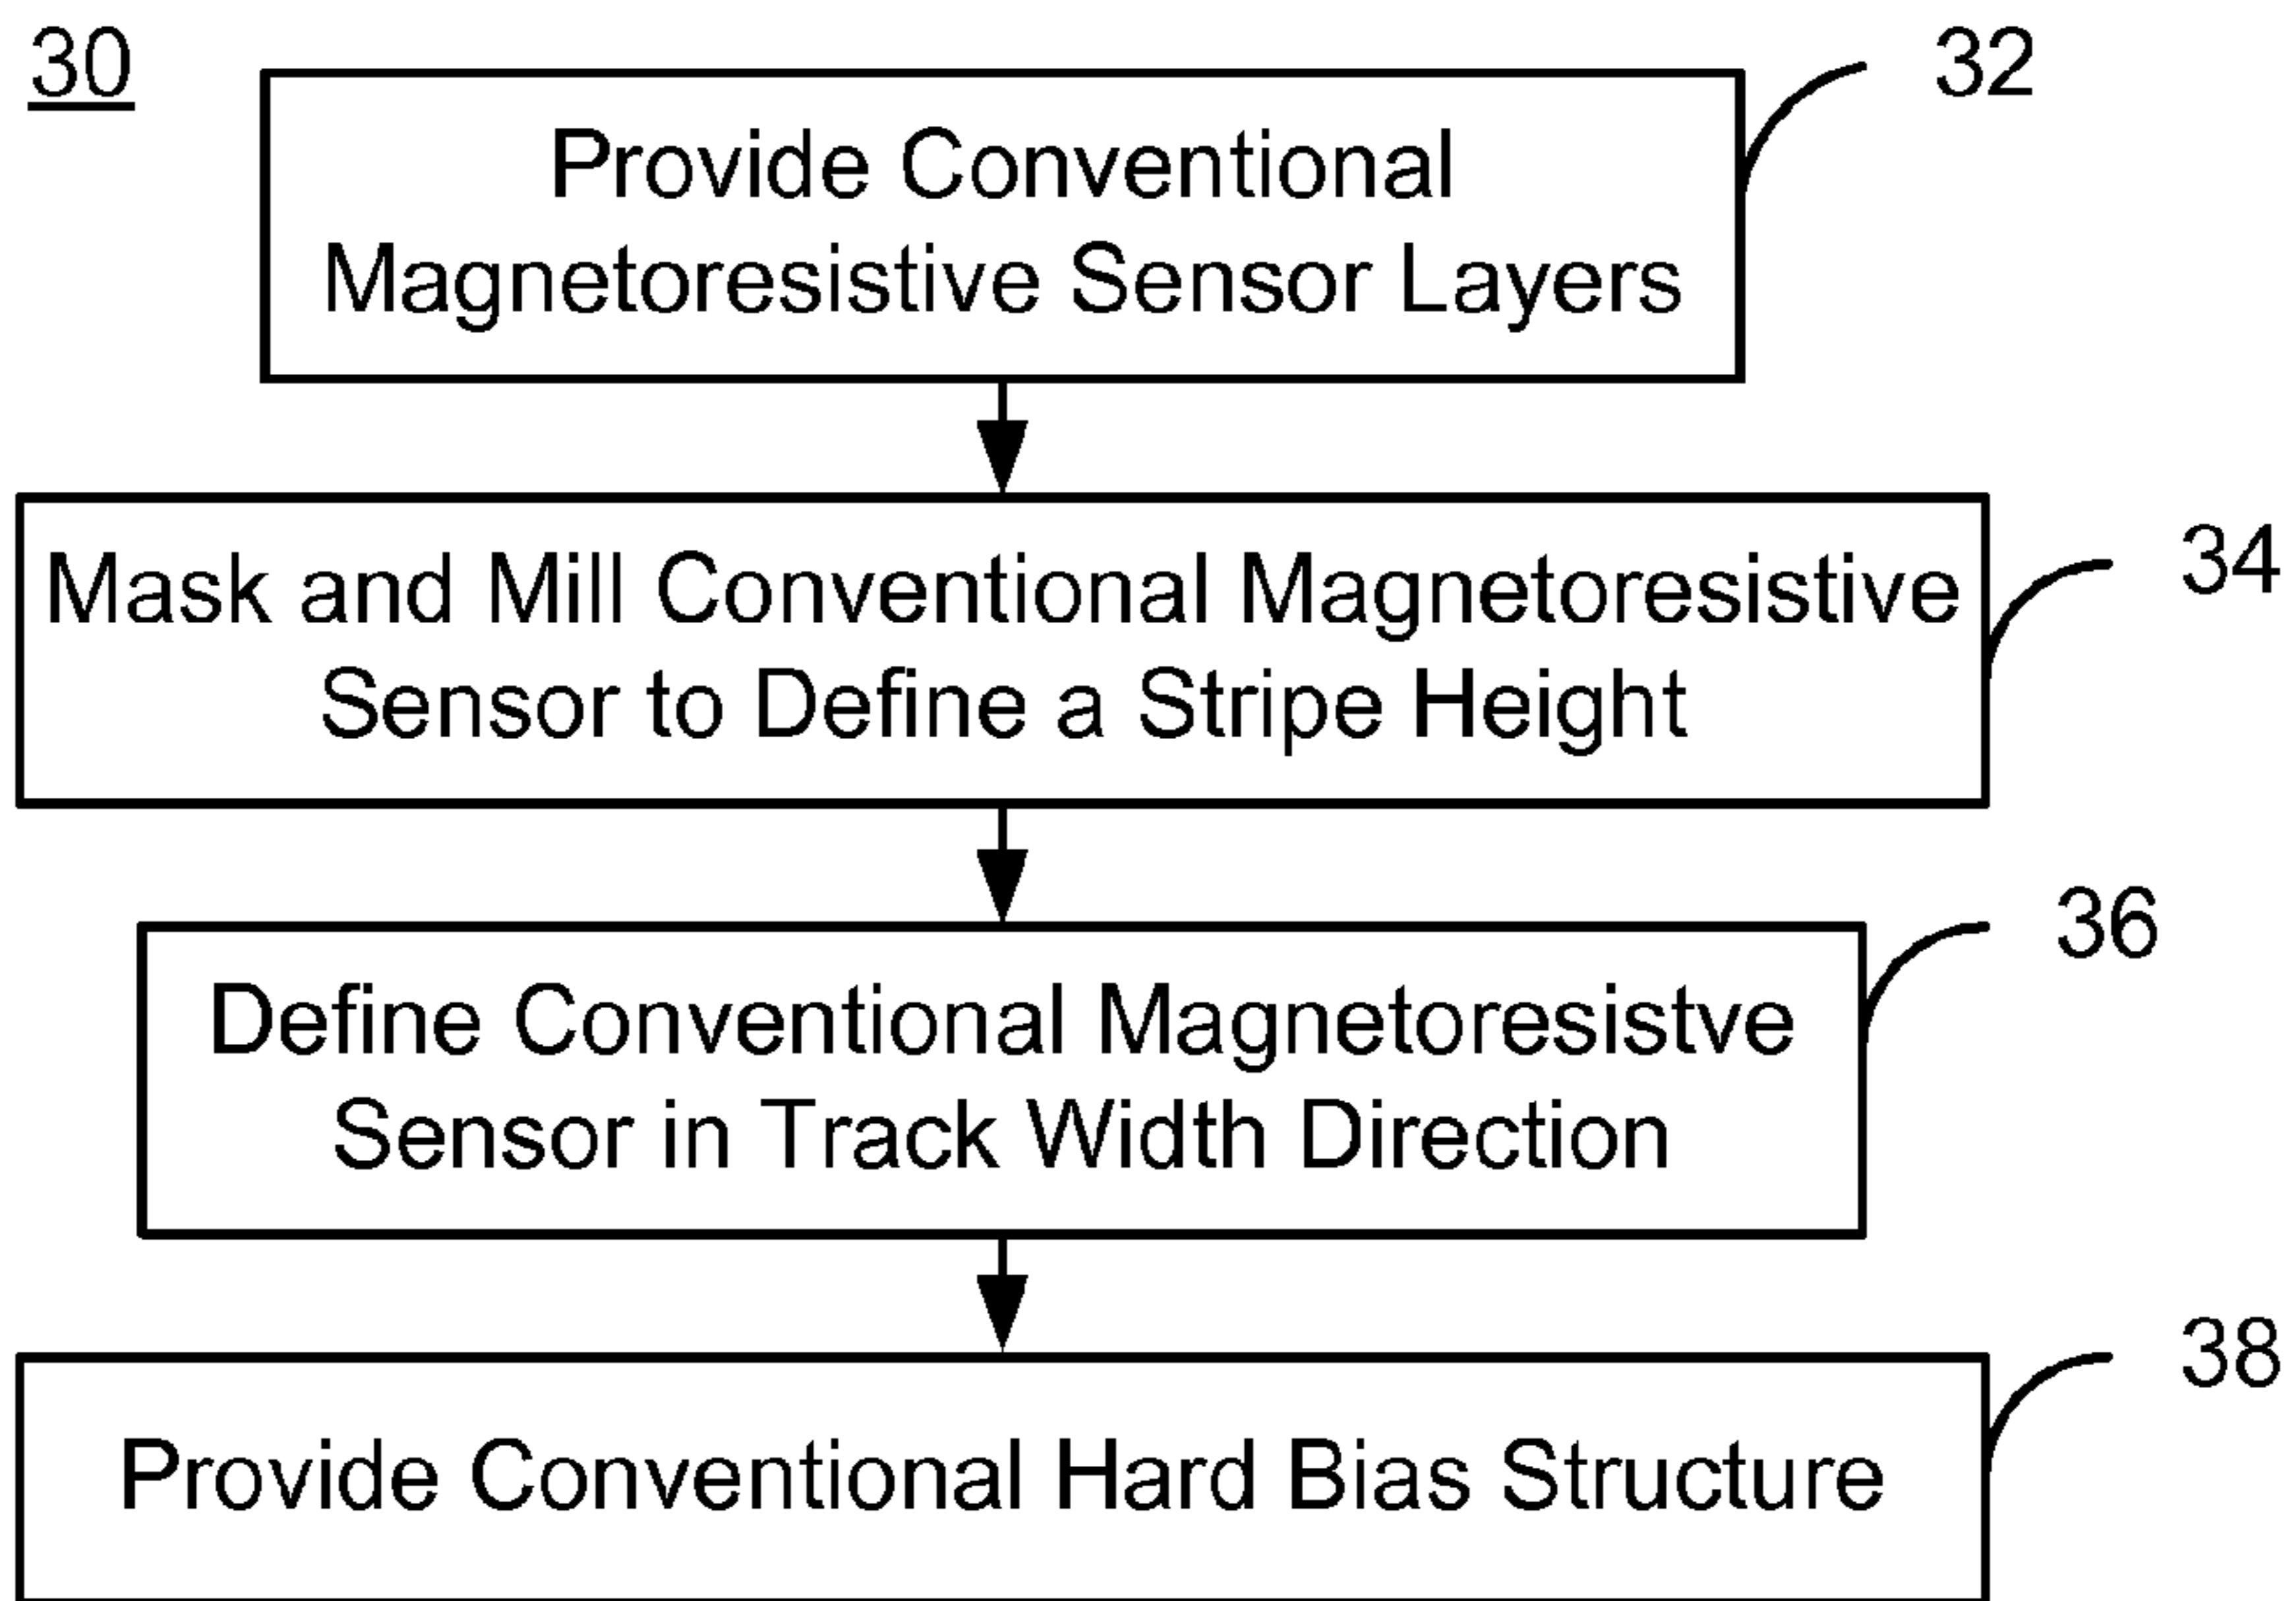 30
32
Provide Conventional
Magnetoresistive Sensor Layers
34
Mask and Mill Conventional Magnetoresistive
Sensor to Define a Stripe Height
36
Define Conventional Magnetoresistve
Sensor in Track Width Direction
38
Provide Conventional Hard Bias Structure